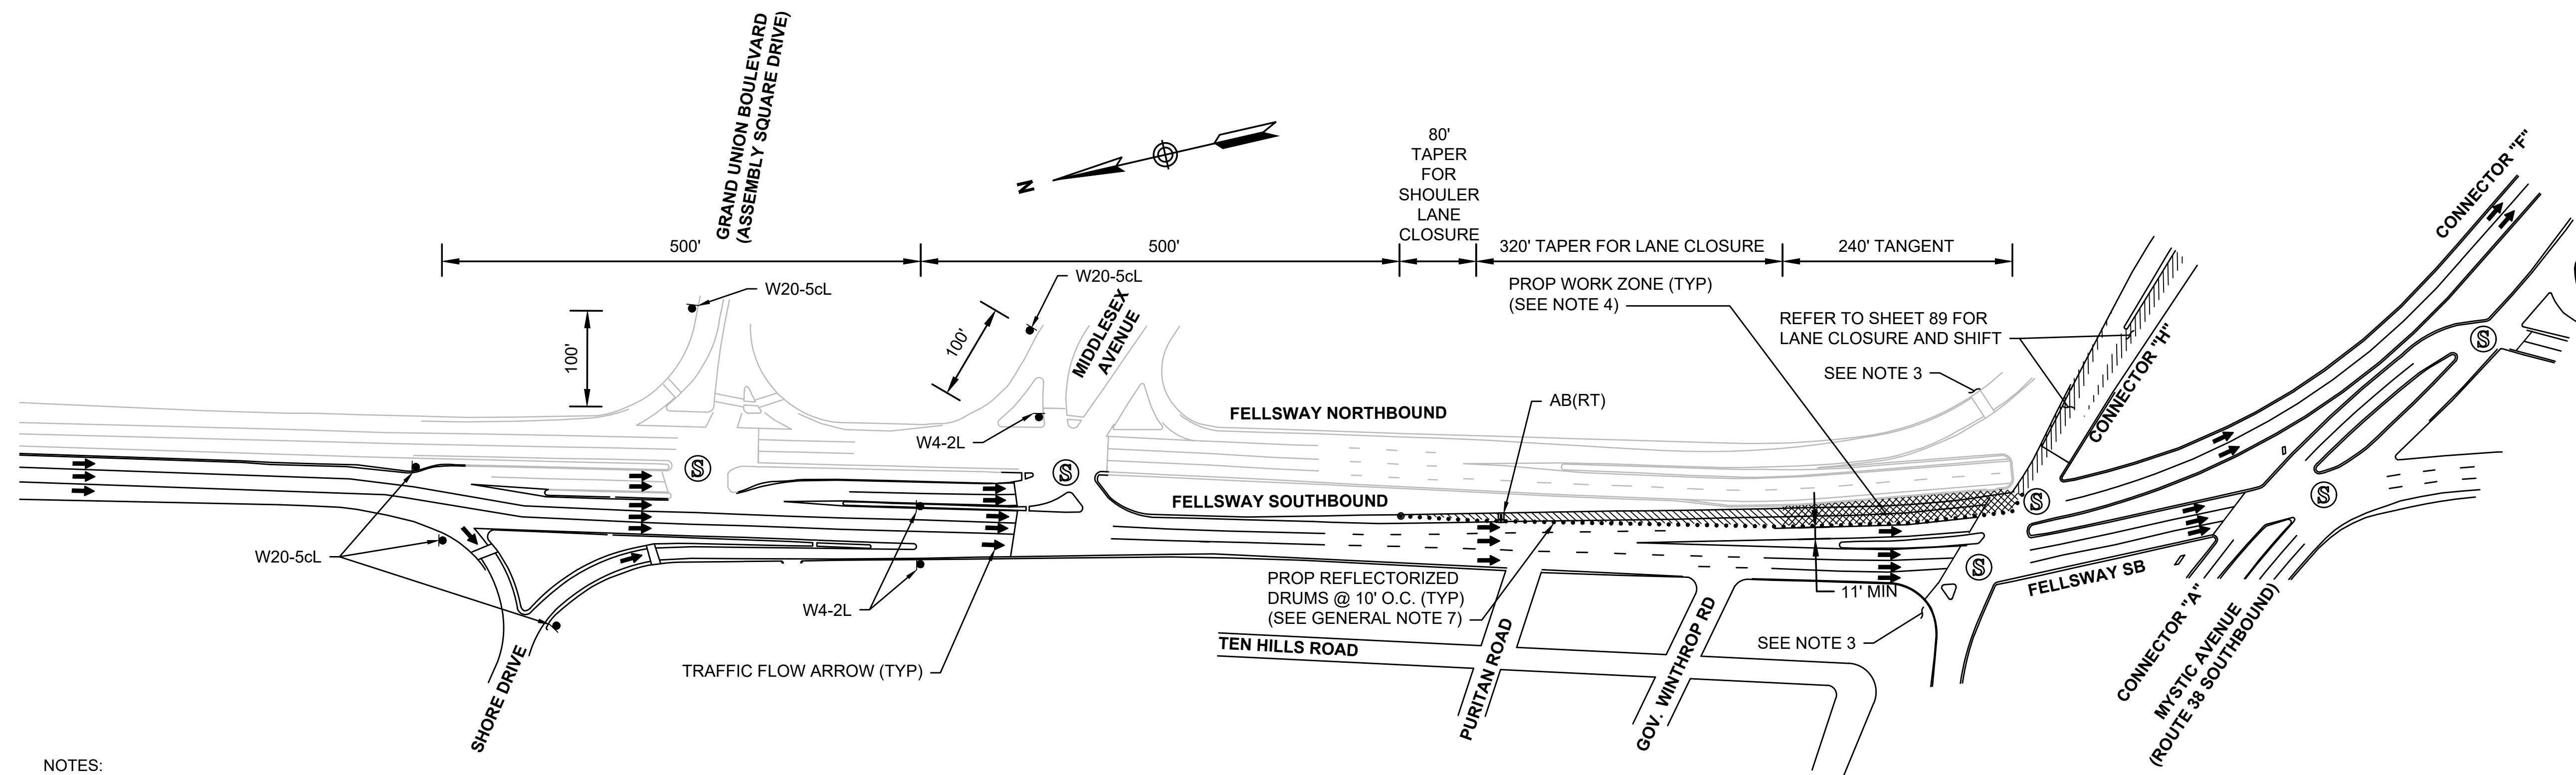 GRAND UNION BOULEVARD
(ASSEMBLY SQUARE DRIVE)
N
80'
TAPER
FOR
SHOULER
LANE
CLOSURE
500'
500'
320' TAPER FOR LANE CLOSURE
240' TANGENT
W20-5cL
W20-5cL
100'
100'
MIDDLESEX
AVENUE
PROP WORK ZONE (TYP)
(SEE NOTE 4)
REFER TO SHEET 89 FOR
LANE CLOSURE AND SHIFT
SEE NOTE 3
CONNECTOR "H"
CONNECTOR "F"
AB(RT)
FELLSWAY NORTHBOUND
W4-2L
S
S
S
S
S
S
FELLSWAY SOUTHBOUND
W20-5cL
W4-2L
TRAFFIC FLOW ARROW (TYP)
PROP REFLECTORIZED
DRUMS @ 10' O.C. (TYP)
(SEE GENERAL NOTE 7)
11' MIN
SEE NOTE 3
FELLSWAY SB
SHORE DRIVE
TEN HILLS ROAD
PURITAN ROAD
GOV. WINTHROP RD
CONNECTOR "A"
MYSTIC AVENUE
(ROUTE 38 SOUTHBOUND)
NOTES: